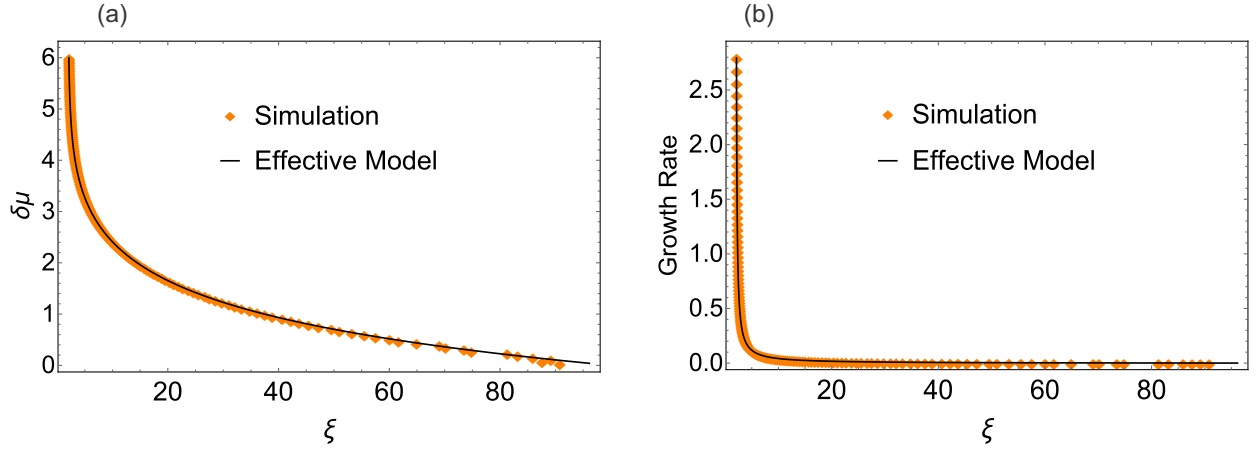 (a)
(b)
6
5
4
3
2
1
0
δμ
Simulation
Effective Model
20
40
60
80
ξ
2.5
2.0
1.5
1.0
0.5
0.0
Growth Rate
Simulation
Effective Model
20
40
60
80
ξ